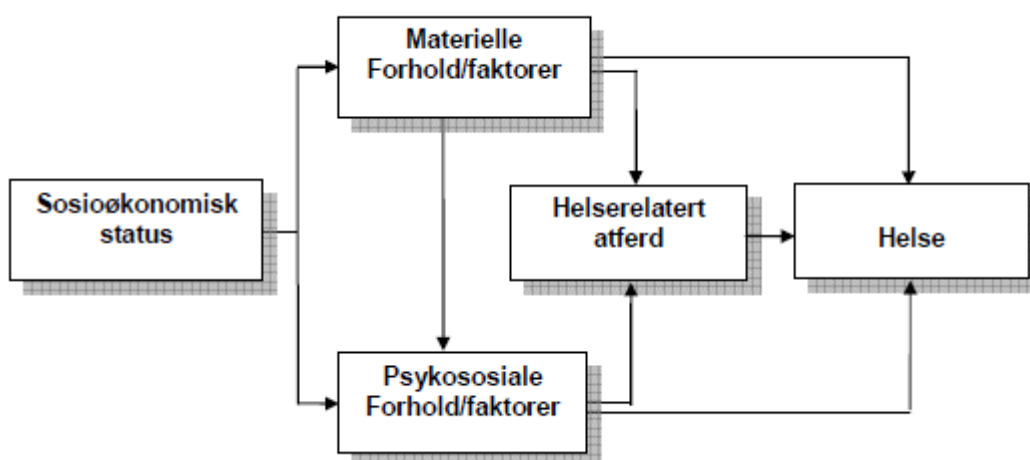 Materielle
Forhold/faktorer
Sosioøkonomisk
status
Helserelatert
atferd
Helse
Psykososiale
Forhold/faktorer